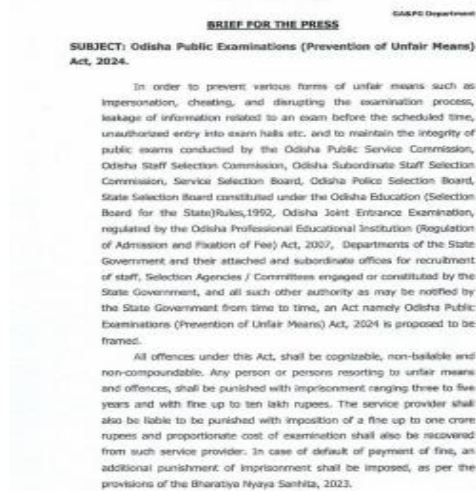 GA&PG Department
BRIEF FOR THE PRESS
SUBJECT: Odisha Public Examinations (Prevention of Unfair Means)
Act, 2024.
In order to prevent various forms of unfair means such as
impersonation, cheating, and disrupting the examination process,
leakage of information related to an exam before the scheduled time,
unauthorized entry into exam halls etc. and to maintain the integrity of
public exams conducted by the Odisha Public Service Commission,
Odisha Staff Selection Commission, Odisha Subordinate Staff Selection
Commission, Service Selection Board, Odisha Police Selection Board,
State Selection Board constituted under the Odisha Education (Selection
Board for the State)Rules,1992, Odisha Joint Entrance Examination,
regulated by the Odisha Professional Educational Institution (Regulation
of Admission and Fixation of Fee) Act, 2007, Departments of the State
Government and their attached and subordinate offices for recruitment
of staff, Selection Agencies / Committees engaged or constituted by the
State Government, and all such other authority as may be notified by
the State Government from time to time, an Act namely Odisha Public
Examinations (Prevention of Unfair Means) Act, 2024 is proposed to be
framed.
All offences under this Act, shall be cognizable, non-bailable and
non-compoundable. Any person or persons resorting to unfair means
and offences, shall be punished with imprisonment ranging three to five
years and with fine up to ten lakh rupees. The service provider shall
also be liable to be punished with imposition of a fine up to one crore
rupees and proportionate cost of examination shall also be recovered
from such service provider. In case of default of payment of fine, an
additional punishment of imprisonment shall be imposed, as per the
provisions of the Bharatiya Nyaya Sanhita, 2023.